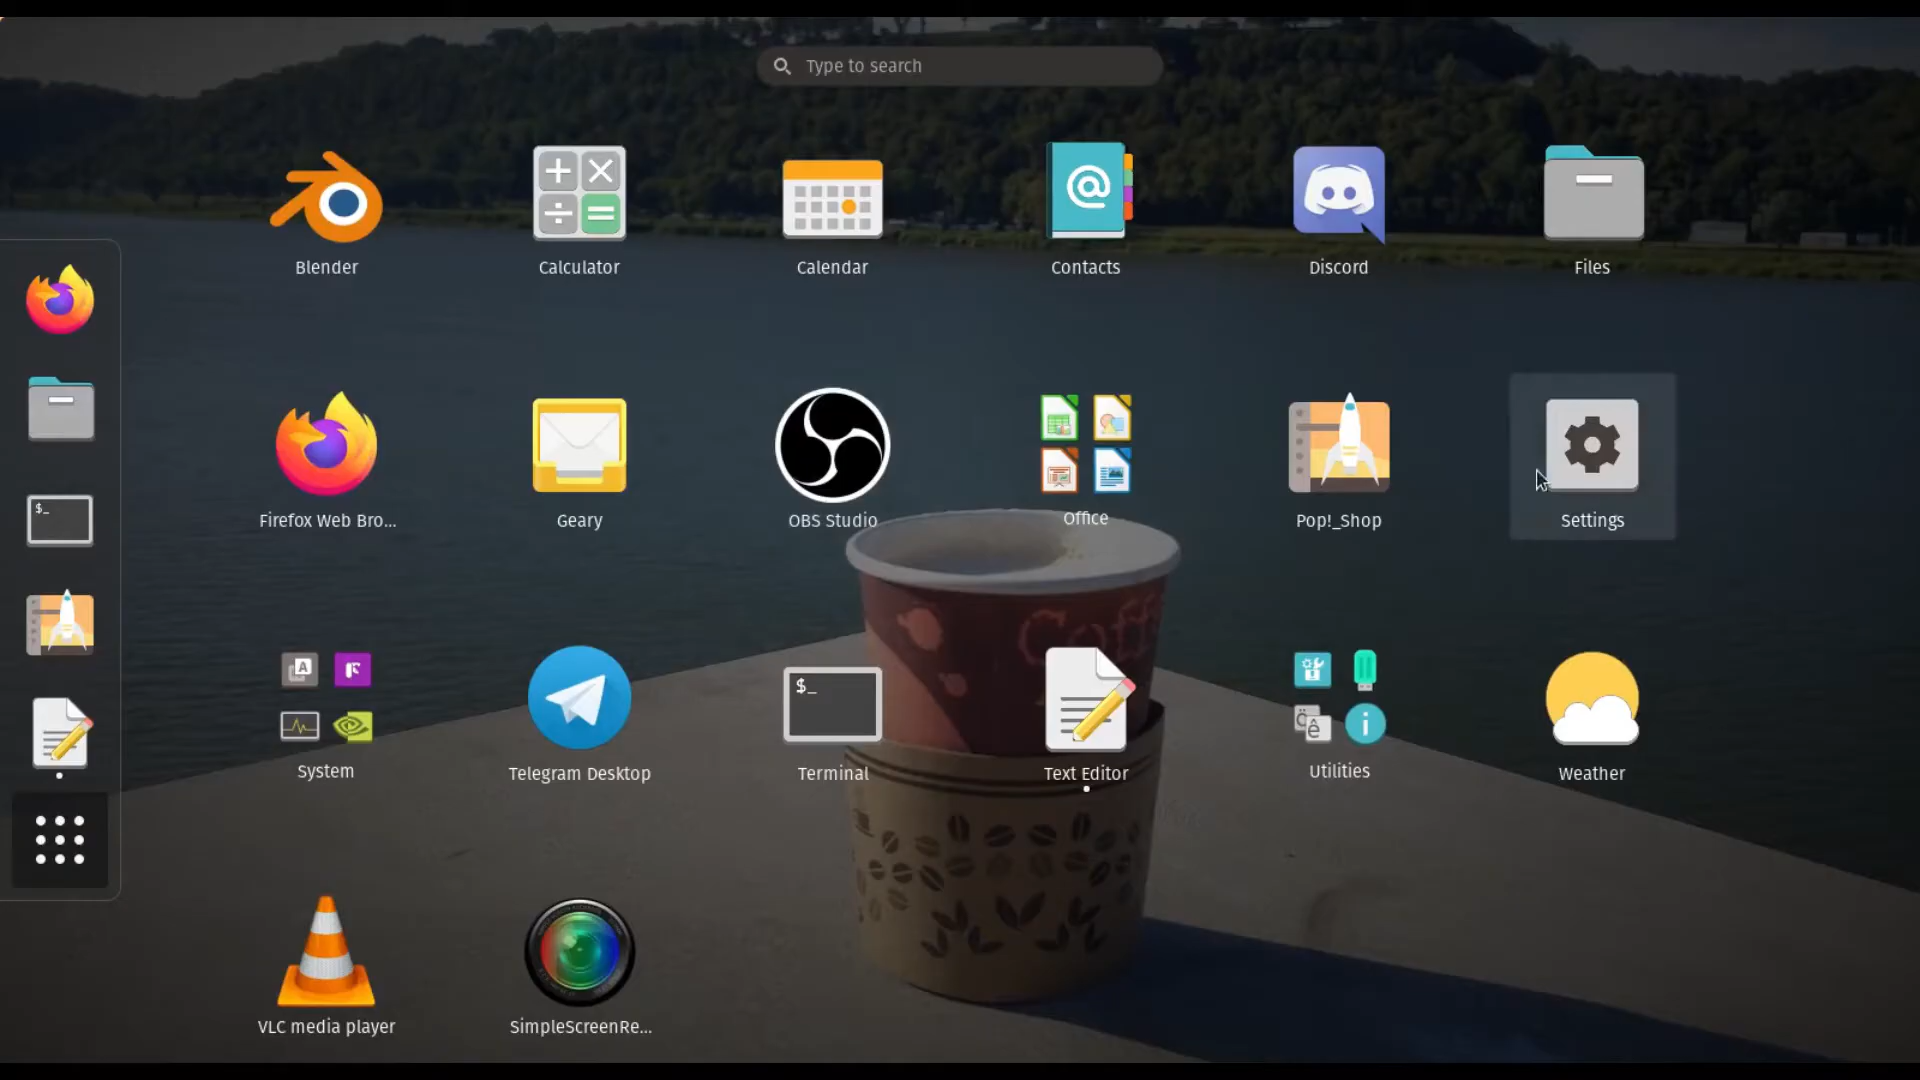 Type to search
Blender
Calculator
Calendar
Contacts
Discord
Files
Firefox Web Bro...
Geary
OBS Studio
Office
Pop!_Shop
Settings
System
Telegram Desktop
Terminal
Text Editor
Utilities
Weather
VLC media player
SimpleScreenRe...